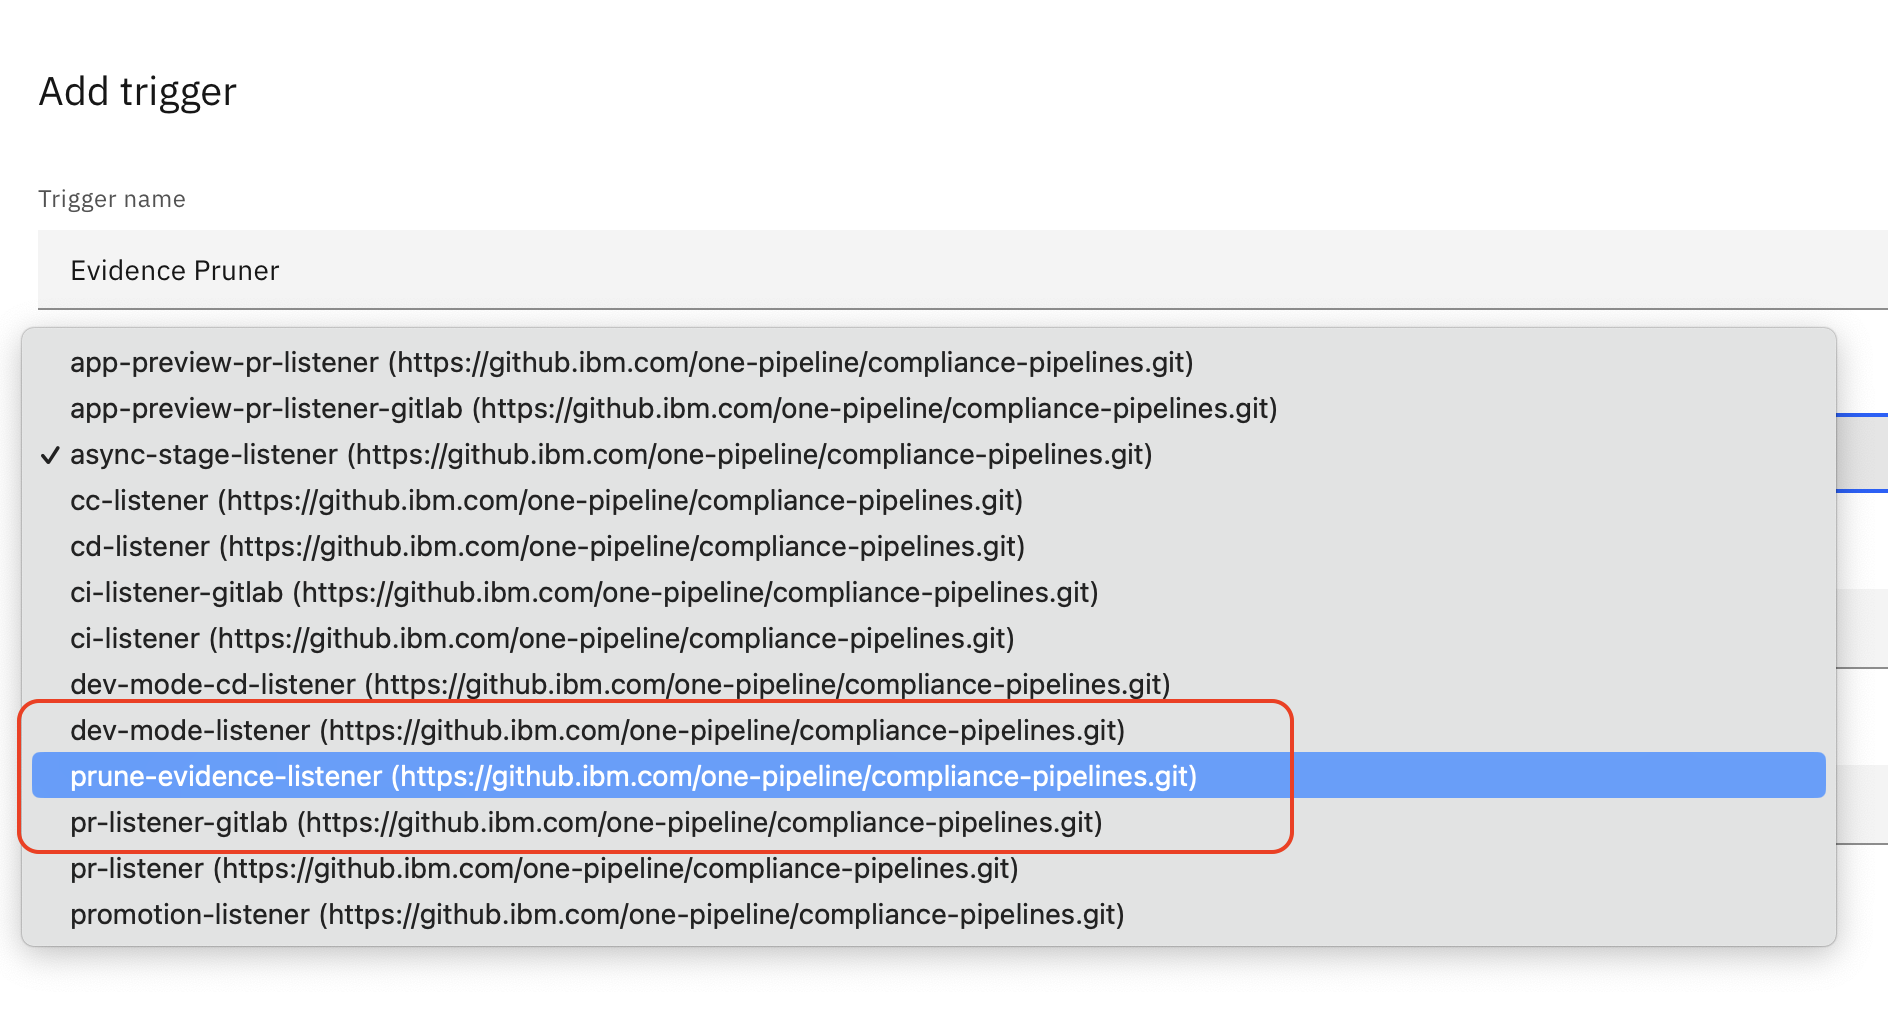 Add trigger
Trigger name
Evidence Pruner
app-preview-pr-listener (https://github.ibm.com/one-pipeline/compliance-pipelines.git)
app-preview-pr-listener-gitlab (https://github.ibm.com/one-pipeline/compliance-pipelines.git)
✓ async-stage-listener (https://github.ibm.com/one-pipeline/compliance-pipelines.git)
cc-listener (https://github.ibm.com/one-pipeline/compliance-pipelines.git)
cd-listener (https://github.ibm.com/one-pipeline/compliance-pipelines.git)
ci-listener-gitlab (https://github.ibm.com/one-pipeline/compliance-pipelines.git)
ci-listener (https://github.ibm.com/one-pipeline/compliance-pipelines.git)
dev-mode-cd-listener (https://github.ibm.com/one-pipeline/compliance-pipelines.git)
dev-mode-listener (https://github.ibm.com/one-pipeline/compliance-pipelines.git)
prune-evidence-listener (https://github.ibm.com/one-pipeline/compliance-pipelines.git)
pr-listener-gitlab (https://github.ibm.com/one-pipeline/compliance-pipelines.git)
pr-listener (https://github.ibm.com/one-pipeline/compliance-pipelines.git)
promotion-listener (https://github.ibm.com/one-pipeline/compliance-pipelines.git)